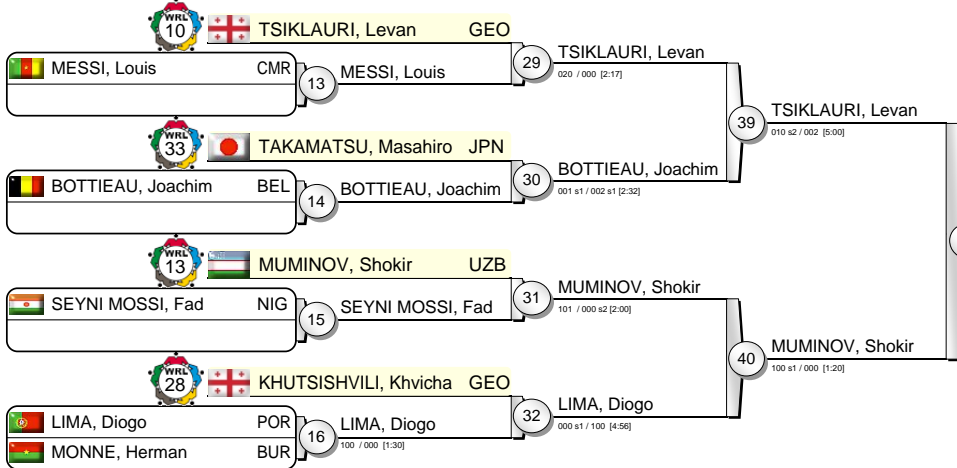 WRL
10
TSIKLAURI, Levan GEO
MESSI, Louis CMR
13
MESSI, Louis
29
TSIKLAURI, Levan
020 / 000 [2:17]
WRL
33
TAKAMATSU, Masahiro JPN
BOTTIEAU, Joachim BEL
14
BOTTIEAU, Joachim
30
BOTTIEAU, Joachim
001 s1 / 002 s1 [2:32]
39
TSIKLAURI, Levan
010 s2 / 002 [5:00]
WRL
13
MUMINOV, Shokir UZB
SEYNI MOSSI, Fad NIG
15
SEYNI MOSSI, Fad
31
MUMINOV, Shokir
101 / 000 s2 [2:00]
WRL
28
KHUTSISHVILI, Khvicha GEO
LIMA, Diogo POR
MONNE, Herman BUR
16
LIMA, Diogo
100 / 000 [1:30]
32
LIMA, Diogo
000 s1 / 100 [4:56]
40
MUMINOV, Shokir
100 s1 / 000 [1:20]